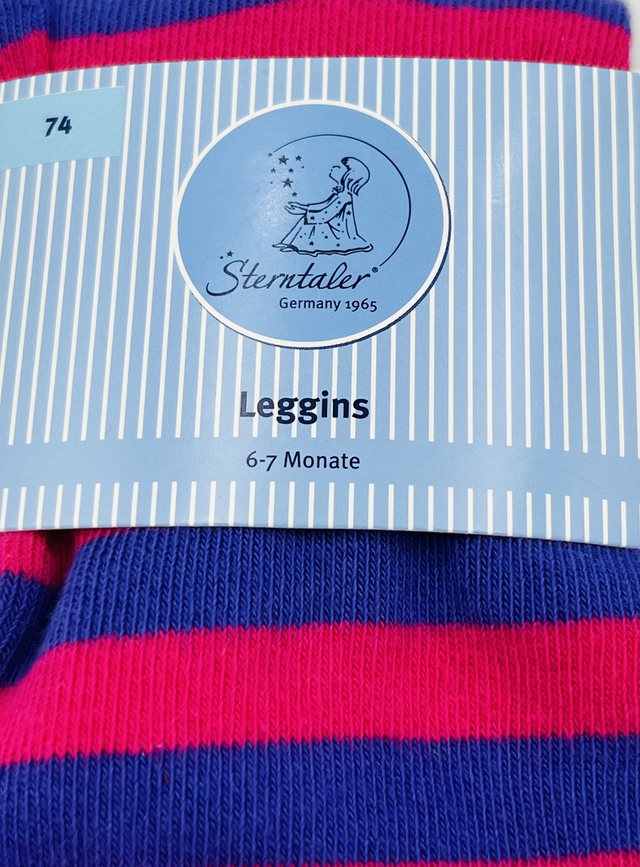 74
Sterntaler®
Germany 1965
Leggins
6-7 Monate